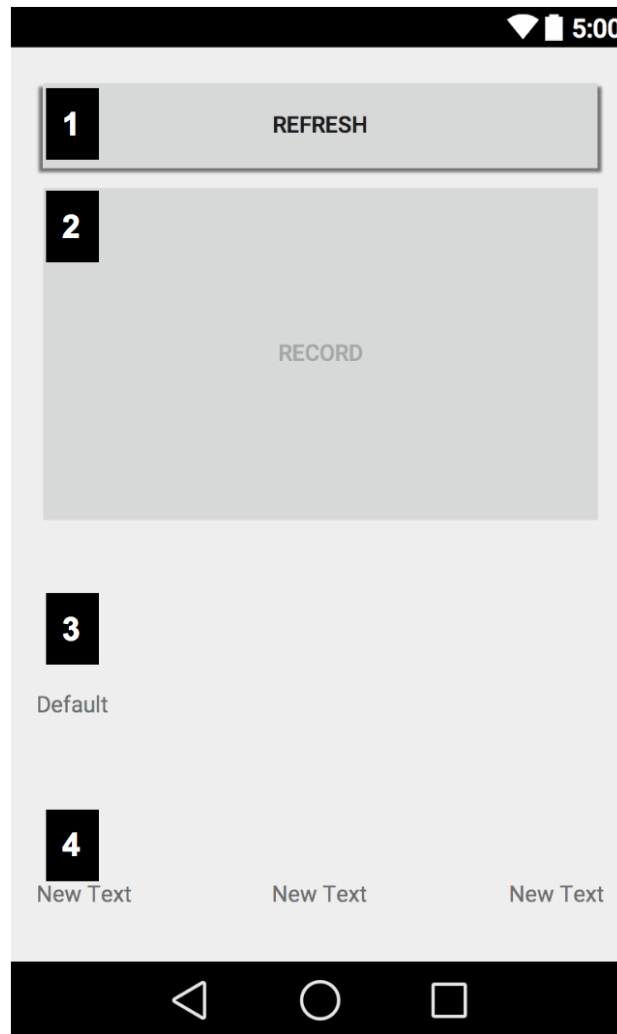 5:00
1
REFRESH
2
RECORD
3
Default
4
New Text New Text New Text